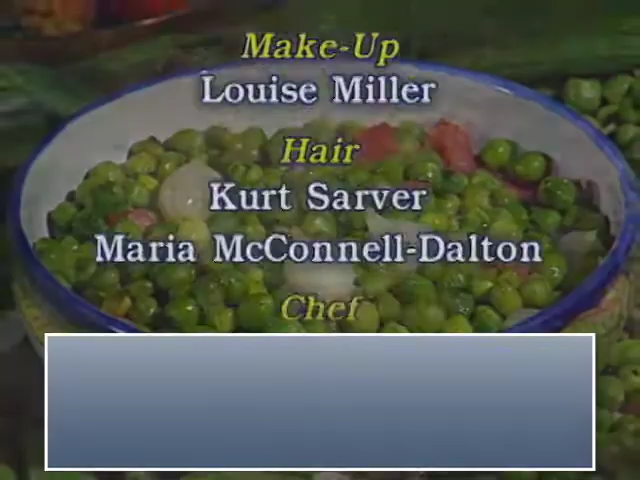 Make-Up
Louise Miller
Hair
Kurt Sarver
Maria McConnell-Dalton
Chef